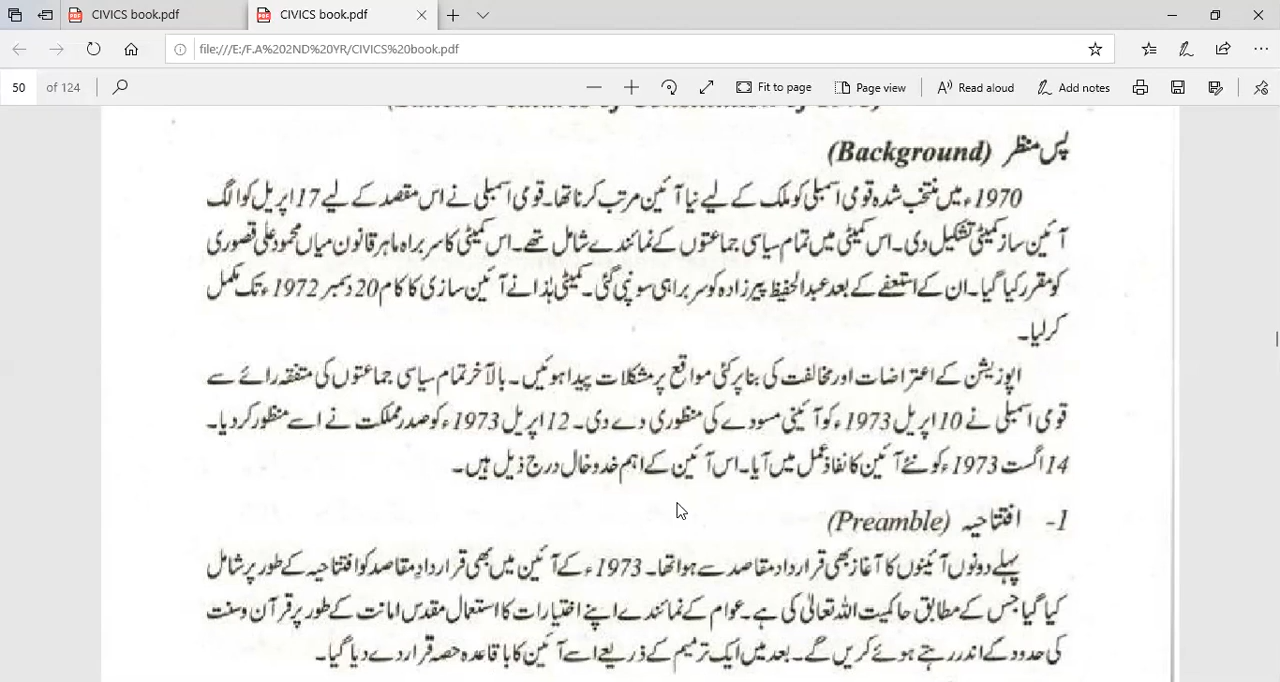 CIVICS book.pdf
CIVICS book.pdf
file:///E:/F.A%202ND%20YR/CIVICS%20book.pdf
50 of 124
Fit to page
Page view
Read aloud
Add notes
پس منظر (Background)
1970ء میں منتخب شدہ قومی اسمبلی کو ملک کے لیے نیا آئین مرتب کرنا تھا۔ قومی اسمبلی نے اس مقصد کے لیے 17 اپریل کو الگ
آئین ساز کمیٹی تشکیل دی۔ اس کمیٹی میں تمام سیاسی جماعتوں کے نمائندے شامل تھے۔ اس کمیٹی کا سربراہ ماہر قانون میاں محمود علی قصوری
کو مقرر کیا گیا۔ ان کے استعفے کے بعد عبدالحفیظ پیرزادہ کو سربراہی سونپی گئی۔ کمیٹی ہٰذا نے آئین سازی کا کام 20 دسمبر 1972ء تک مکمل
کر لیا۔
اپوزیشن کے اعتراضات اور مخالفت کی بنا پر کئی مواقع پر مشکلات پیدا ہوئیں۔ بالآخر تمام سیاسی جماعتوں کی متفقہ رائے سے
قومی اسمبلی نے 10 اپریل 1973ء کو آئینی مسودے کی منظوری دے دی۔ 12 اپریل 1973ء کو صدر مملکت نے اسے منظور کر دیا۔
14 اگست 1973ء کو نئے آئین کا نفاذ عمل میں آیا۔ اس آئین کے اہم خدوخال درج ذیل ہیں۔
1- افتتاحیہ (Preamble)
پہلے دونوں آئینوں کا آغاز بھی قرارداد مقاصد سے ہوا تھا۔ 1973ء کے آئین میں بھی قراردادِ مقاصد کو افتتاحیہ کے طور پر شامل
کیا گیا جس کے مطابق حاکمیت اللہ تعالیٰ کی ہے۔ عوام کے نمائندے اپنے اختیارات کا استعمال مقدس امانت کے طور پر قرآن و سنت
کی حدود کے اندر رہتے ہوئے کریں گے۔ بعد میں ایک ترمیم کے ذریعے اسے آئین کا باقاعدہ حصہ قرار دے دیا گیا۔